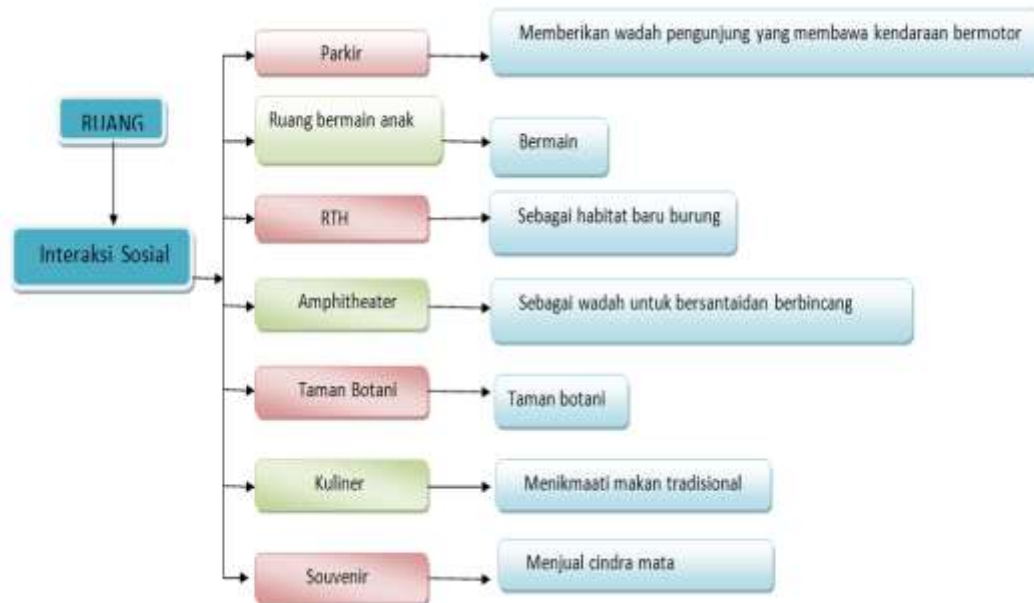 RUANG
Interaksi Sosial
Parkir
Memberikan wadah pengunjung yang membawa kendaraan bermotor
Ruang bermain anak
Bermain
RTH
Sebagai habitat baru burung
Amphitheater
Sebagai wadah untuk bersantaidan berbincang
Taman Botani
Taman botani
Kuliner
Menikmaati makan tradisional
Souvenir
Menjual cindra mata